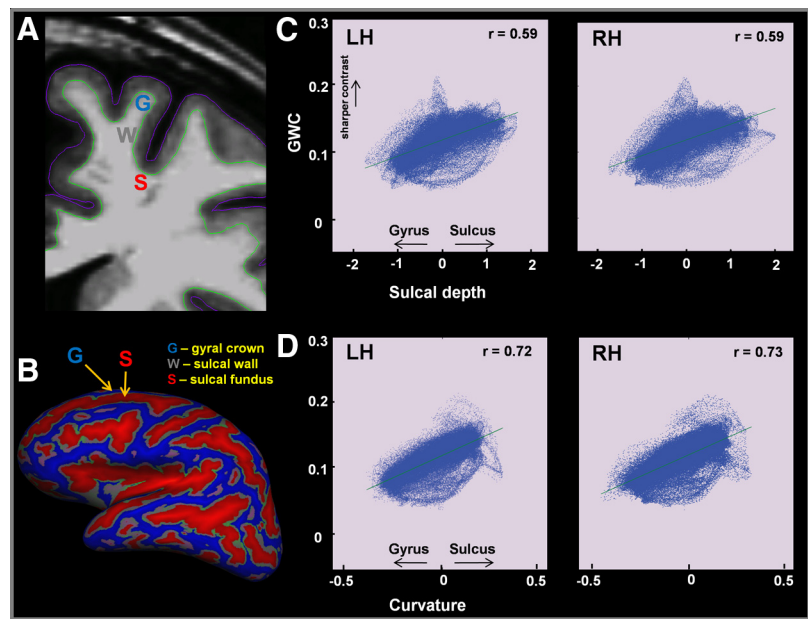 A
G
W
S
B
G
S
G – gyral crown
W – sulcal wall
S – sulcal fundus
C
LH
r = 0.59
RH
r = 0.59
0.3
0.2
0.1
0
GWC
sharper contrast
Gyrus
Sulcus
-2
-1
0
1
2
-2
-1
0
1
2
Sulcal depth
D
LH
r = 0.72
RH
r = 0.73
0.3
0.2
0.1
0
Gyrus
Sulcus
-0.5
0
0.5
-0.5
0
0.5
Curvature